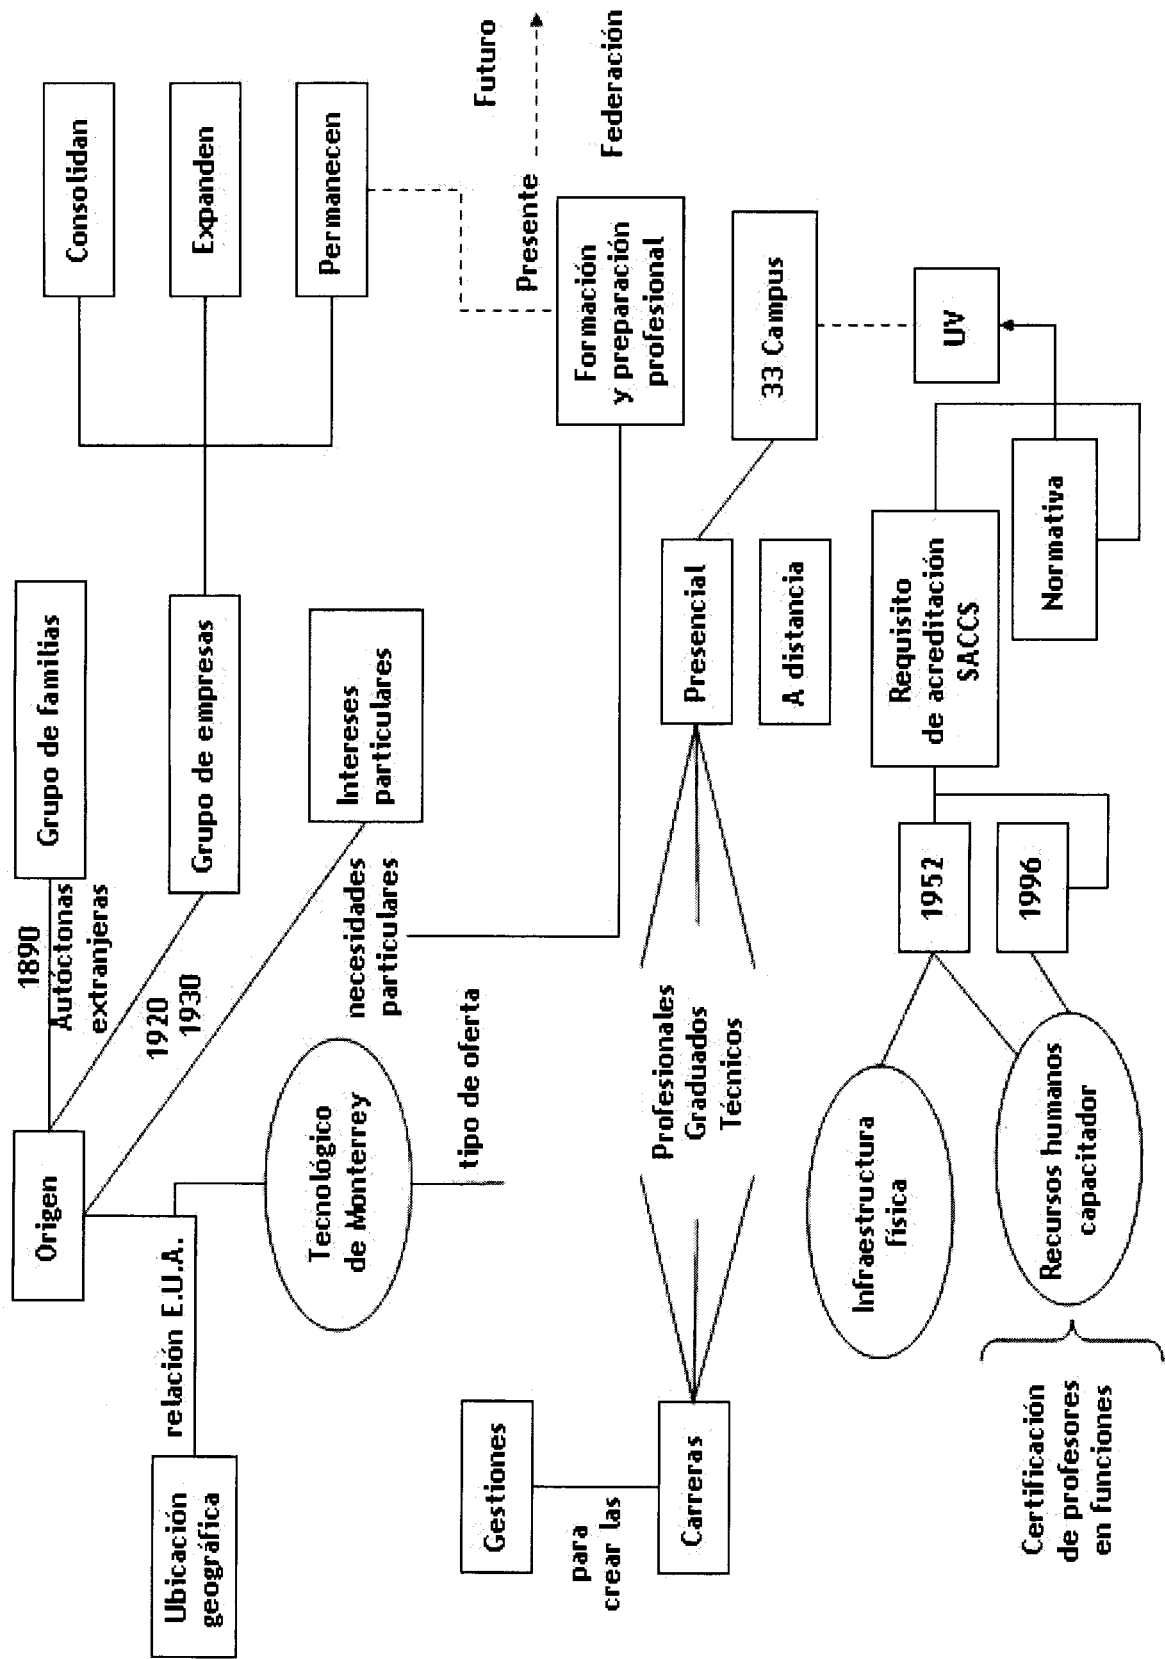 Origen
1890
Autóctonas
extranjeras
Grupo de familias
Ubicación
geográfica
relación E.U.A.
1920
1930
Grupo de empresas
Consolidan
Expanden
Permanecen
Intereses
particulares
Tecnológico
de Monterrey
necesidades
particulares
tipo de oferta
Presente
Futuro
Federación
Gestiones
para
crear las
Carreras
Formación
y preparación
profesional
Profesionales
Graduados
Técnicos
Presencial
A distancia
33 Campus
Infraestructura
física
1952
Requisito
de acreditación
SACCS
UV
Certificación
de profesores
en funciones
Recursos humanos
capacitador
1996
Normativa